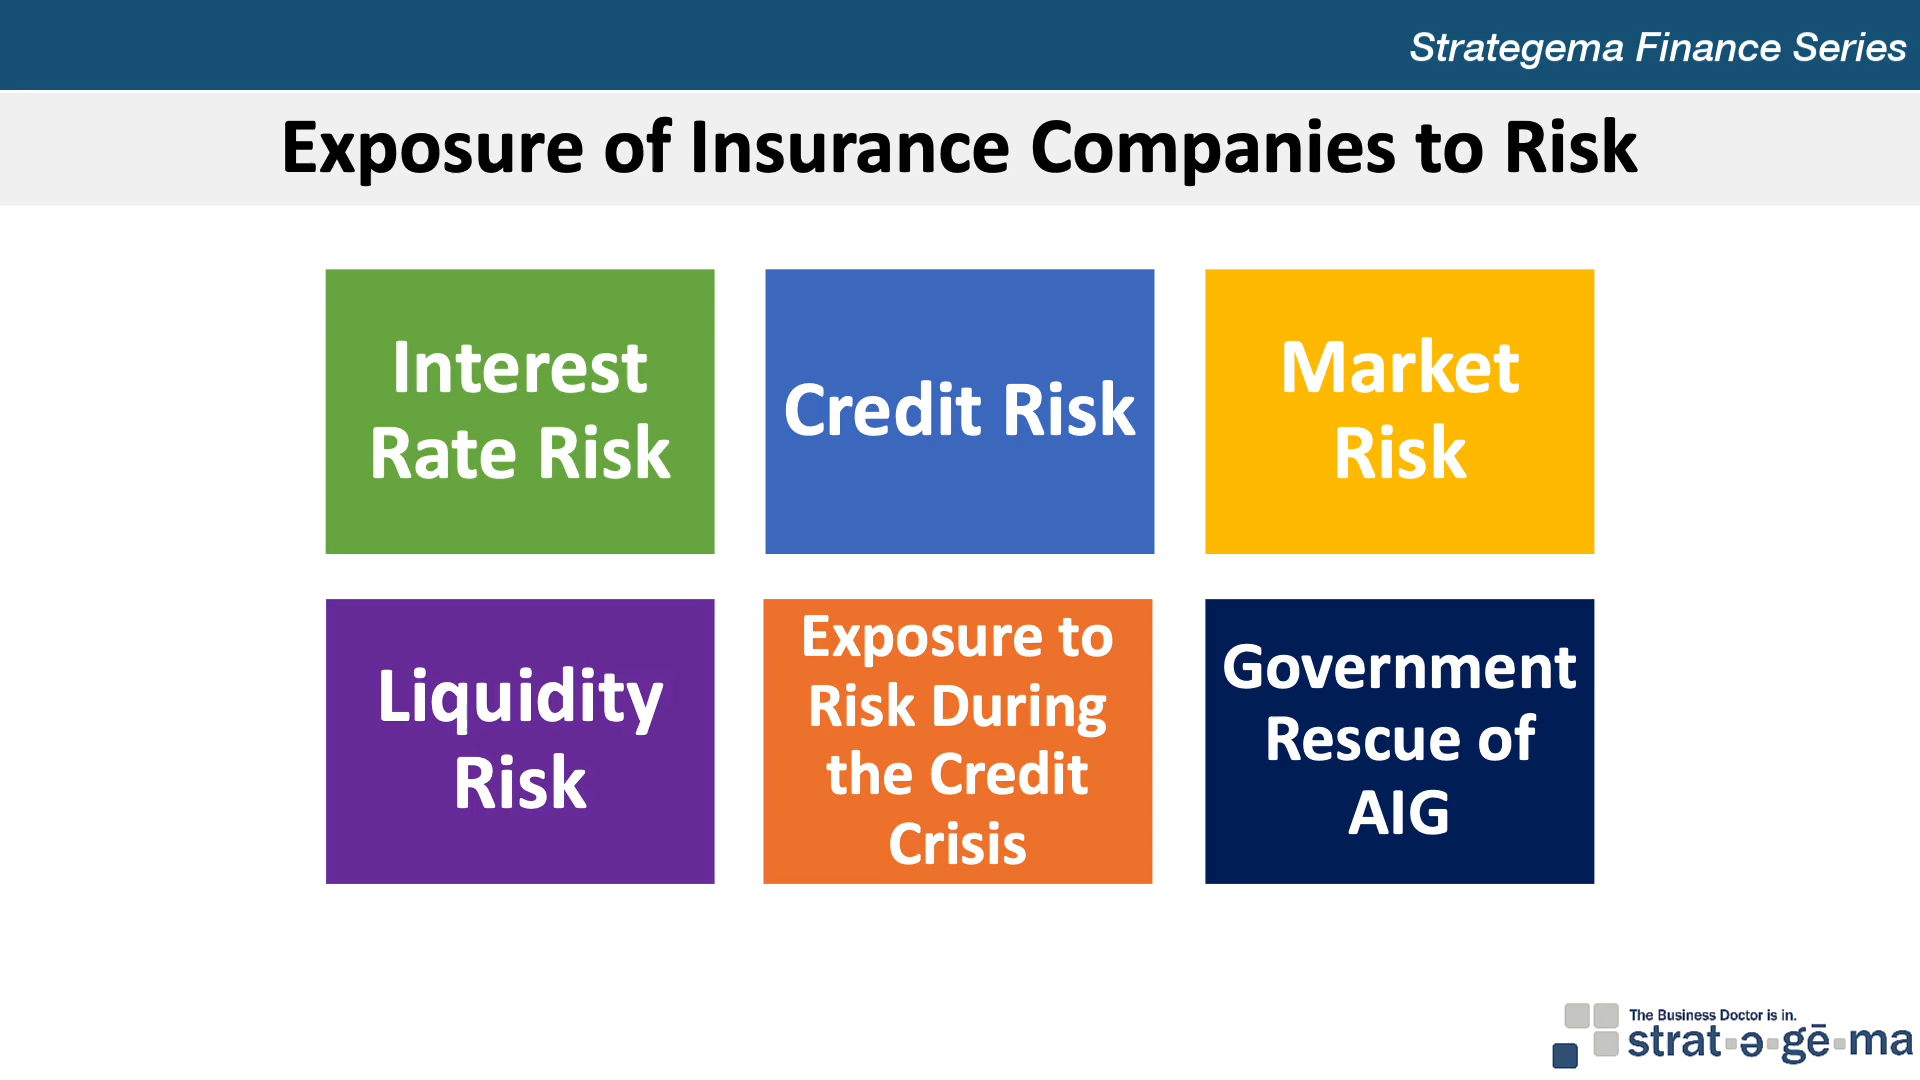 Strategema Finance Series
Exposure of Insurance Companies to Risk
Interest
Rate Risk
Credit Risk
Market
Risk
Liquidity
Risk
Exposure to
Risk During
the Credit
Crisis
Government
Rescue of
AIG
The Business Doctor is in.
strat-ə-gē-ma